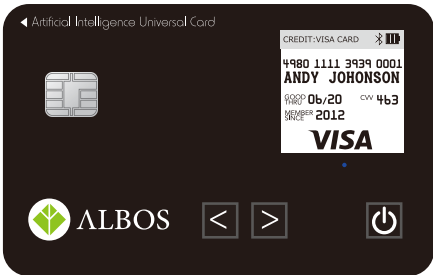 Artificial Intelligence Universal Card
CREDIT:VISA CARD
4980 1111 3939 0001
ANDY JOHONSON
GOOD THRU 06/20 CVV 463
MEMBER SINCE 2012
VISA
ALBOS
< >